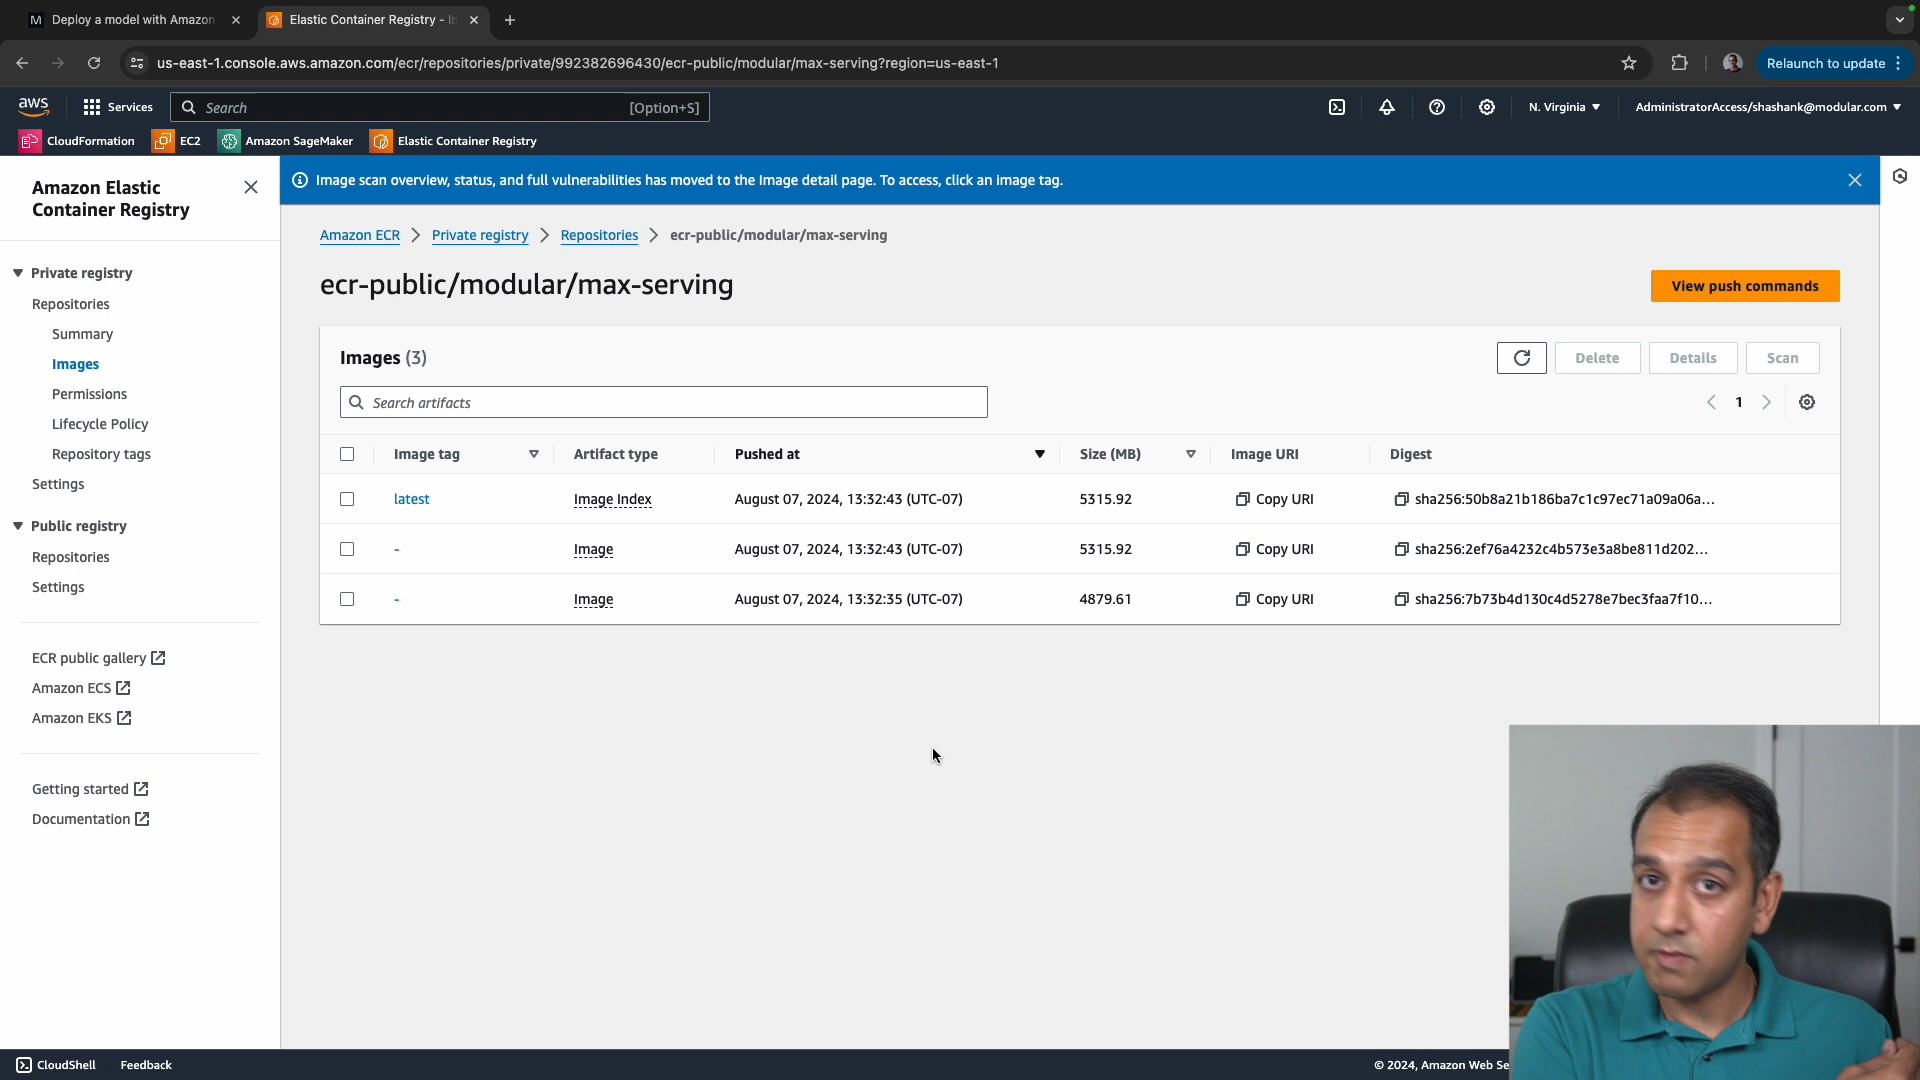 M Deploy a model with Amazon
Elastic Container Registry - In
us-east-1.console.aws.amazon.com/ecr/repositories/private/992382696430/ecr-public/modular/max-serving?region=us-east-1
Relaunch to update
aws
Services
Search
[Option+S]
N. Virginia
AdministratorAccess/shashank@modular.com
CloudFormation
EC2
Amazon SageMaker
Elastic Container Registry
Amazon Elastic
Container Registry
Private registry
Repositories
Summary
Images
Permissions
Lifecycle Policy
Repository tags
Settings
Public registry
Repositories
Settings
ECR public gallery
Amazon ECS
Amazon EKS
Getting started
Documentation
Image scan overview, status, and full vulnerabilities has moved to the Image detail page. To access, click an image tag.
Amazon ECR
Private registry
Repositories
ecr-public/modular/max-serving
ecr-public/modular/max-serving
View push commands
Images (3)
Delete
Details
Scan
Search artifacts
1
Image tag Artifact type Pushed at Size (MB) Image URI Digest
latest Image Index August 07, 2024, 13:32:43 (UTC-07) 5315.92 Copy URI sha256:50b8a21b186ba7c1c97ec71a09a06a...
- Image August 07, 2024, 13:32:43 (UTC-07) 5315.92 Copy URI sha256:2ef76a4232c4b573e3a8be811d202...
- Image August 07, 2024, 13:32:35 (UTC-07) 4879.61 Copy URI sha256:7b73b4d130c4d5278e7bec3faa7f10...
CloudShell
Feedback
© 2024, Amazon Web Se